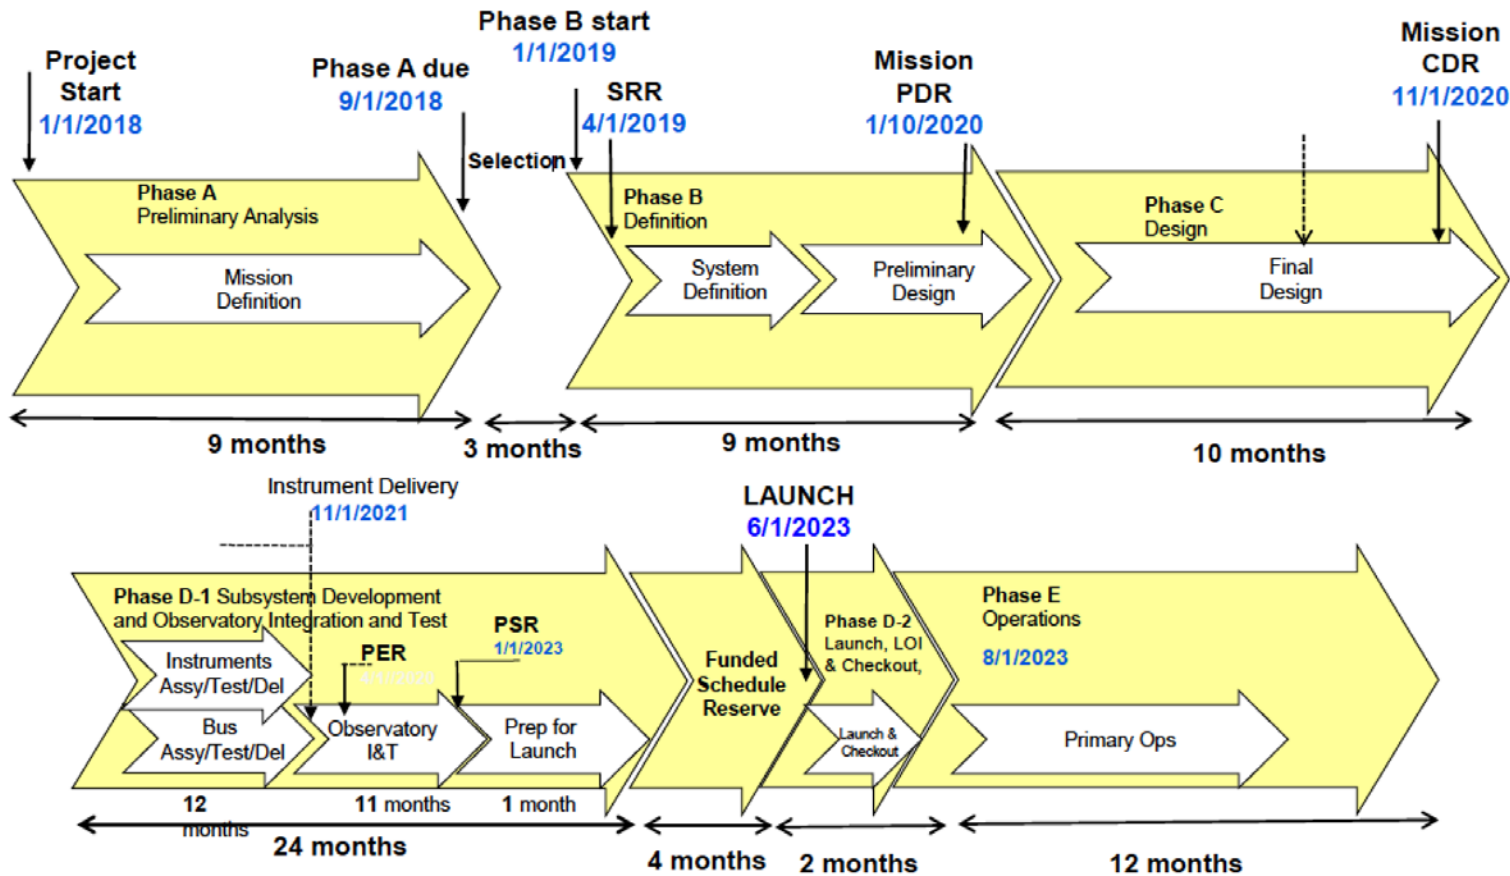 Project
Start
1/1/2018
Phase A due
9/1/2018
Selection
Phase B start
1/1/2019
SRR
4/1/2019
Mission
PDR
1/10/2020
Mission
CDR
11/1/2020
Phase A
Preliminary Analysis
Mission
Definition
Phase B
Definition
System
Definition
Preliminary
Design
Phase C
Design
Final
Design
9 months
3 months
9 months
10 months
Instrument Delivery
11/1/2021
LAUNCH
6/1/2023
Phase D-1 Subsystem Development
and Observatory Integration and Test
Instruments
Assy/Test/Del
Bus
Assy/Test/Del
PER
PSR
1/1/2023
Observatory
I&T
Prep for
Launch
Funded
Schedule
Reserve
Phase D-2
Launch, LOI
& Checkout,
Launch &
Checkout
Phase E
Operations
8/1/2023
Primary Ops
12
months
11 months
1 month
24 months
4 months
2 months
12 months